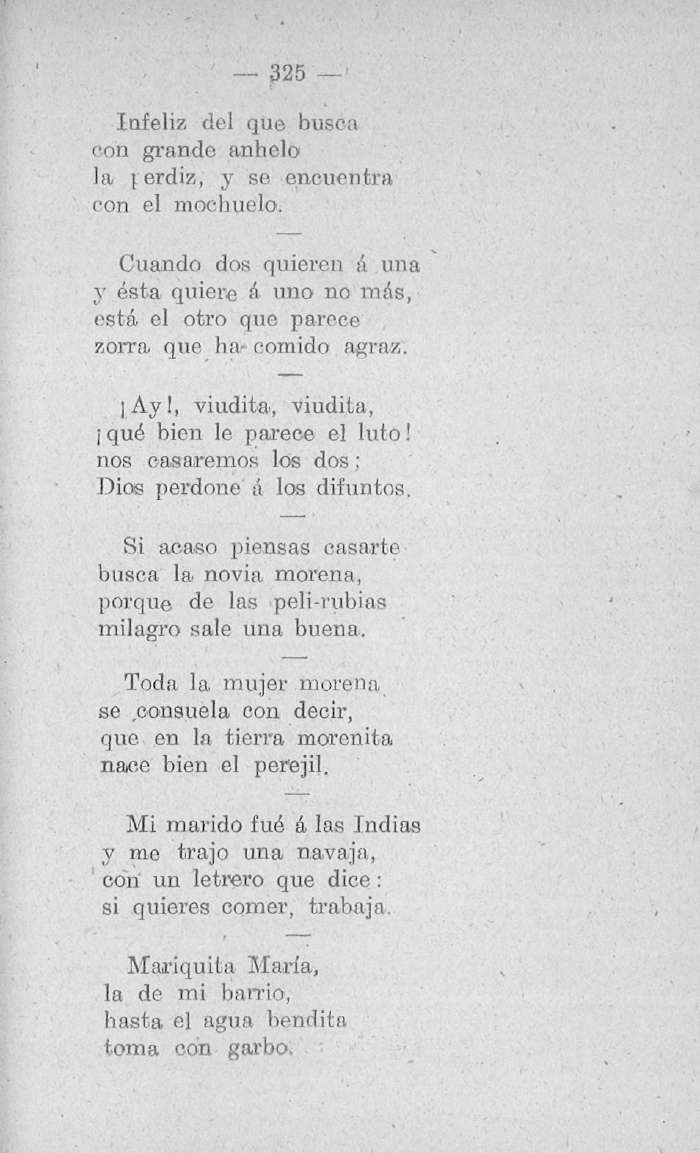 — 325 —
Infeliz del que busca
con grande anhelo
la perdiz, y se encuentra
con el mochuelo.
—
Cuando dos quieren á una
y ésta quiere á uno no más,
está el otro que parece
zorra que ha comido agraz.
—
¡Ay!, viudita, viudita,
¡qué bien le parece el luto!
nos casaremos los dos;
Dios perdone á los difuntos.
—
Si acaso piensas casarte
busca la novia morena,
porque de las peli-rubias
milagro sale una buena.
—
Toda la mujer morena
se consuela con decir,
que en la tierra morenita
nace bien el perejil.
—
Mi marido fué á las Indias
y me trajo una navaja,
con un letrero que dice:
si quieres comer, trabaja.
—
Mariquita María,
la de mi barrio,
hasta el agua bendita
toma con garbo.